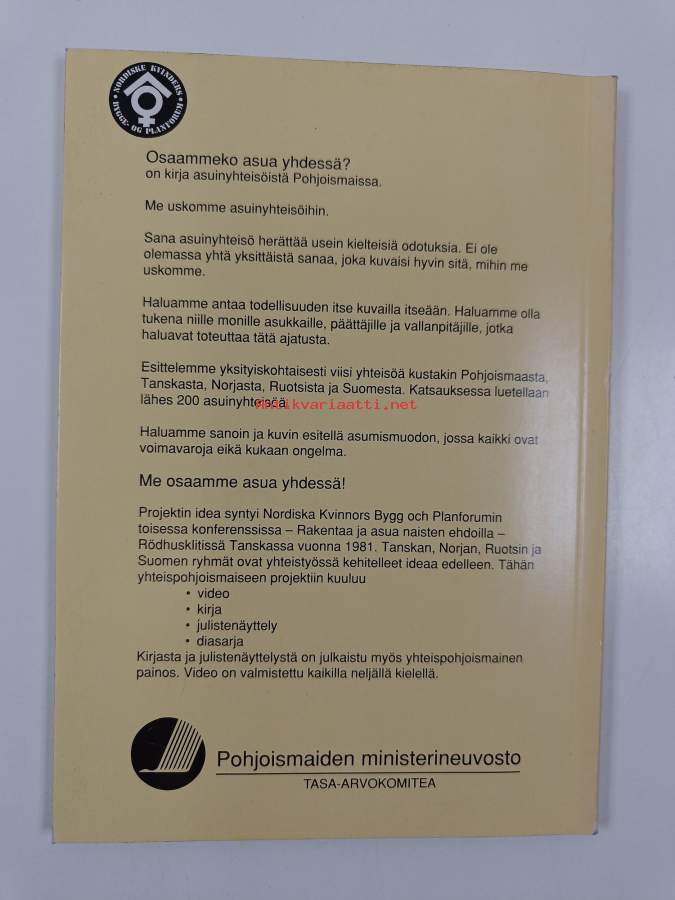 NORDISKE KVINDERS
BYGGE- OG PLANFORUM
Osaammeko asua yhdessä?
on kirja asuinyhteisöistä Pohjoismaissa.
Me uskomme asuinyhteisöihin.
Sana asuinyhteisö herättää usein kielteisiä odotuksia. Ei ole
olemassa yhtä yksittäistä sanaa, joka kuvaisi hyvin sitä, mihin me
uskomme.
Haluamme antaa todellisuuden itse kuvailla itseään. Haluamme olla
tukena niille monille asukkaille, päättäjille ja vallanpitäjille, jotka
haluavat toteuttaa tätä ajatusta.
Esittelemme yksityiskohtaisesti viisi yhteisöä kustakin Pohjoismaasta,
Tanskasta, Norjasta, Ruotsista ja Suomesta. Katsauksessa luetellaan
lähes 200 asuinyhteisöä.
Antikvariaatti.net
Haluamme sanoin ja kuvin esitellä asumismuodon, jossa kaikki ovat
voimavaroja eikä kukaan ongelma.
Me osaamme asua yhdessä!
Projektin idea syntyi Nordiska Kvinnors Bygg och Planforumin
toisessa konferenssissa – Rakentaa ja asua naisten ehdoilla –
Rödhusklitissä Tanskassa vuonna 1981. Tanskan, Norjan, Ruotsin ja
Suomen ryhmät ovat yhteistyössä kehitelleet ideaa edelleen. Tähän
yhteispohjoismaiseen projektiin kuuluu
• video
• kirja
• julistenäyttely
• diasarja
Kirjasta ja julistenäyttelystä on julkaistu myös yhteispohjoismainen
painos. Video on valmistettu kaikilla neljällä kielellä.
Pohjoismaiden ministerineuvosto
TASA-ARVOKOMITEA